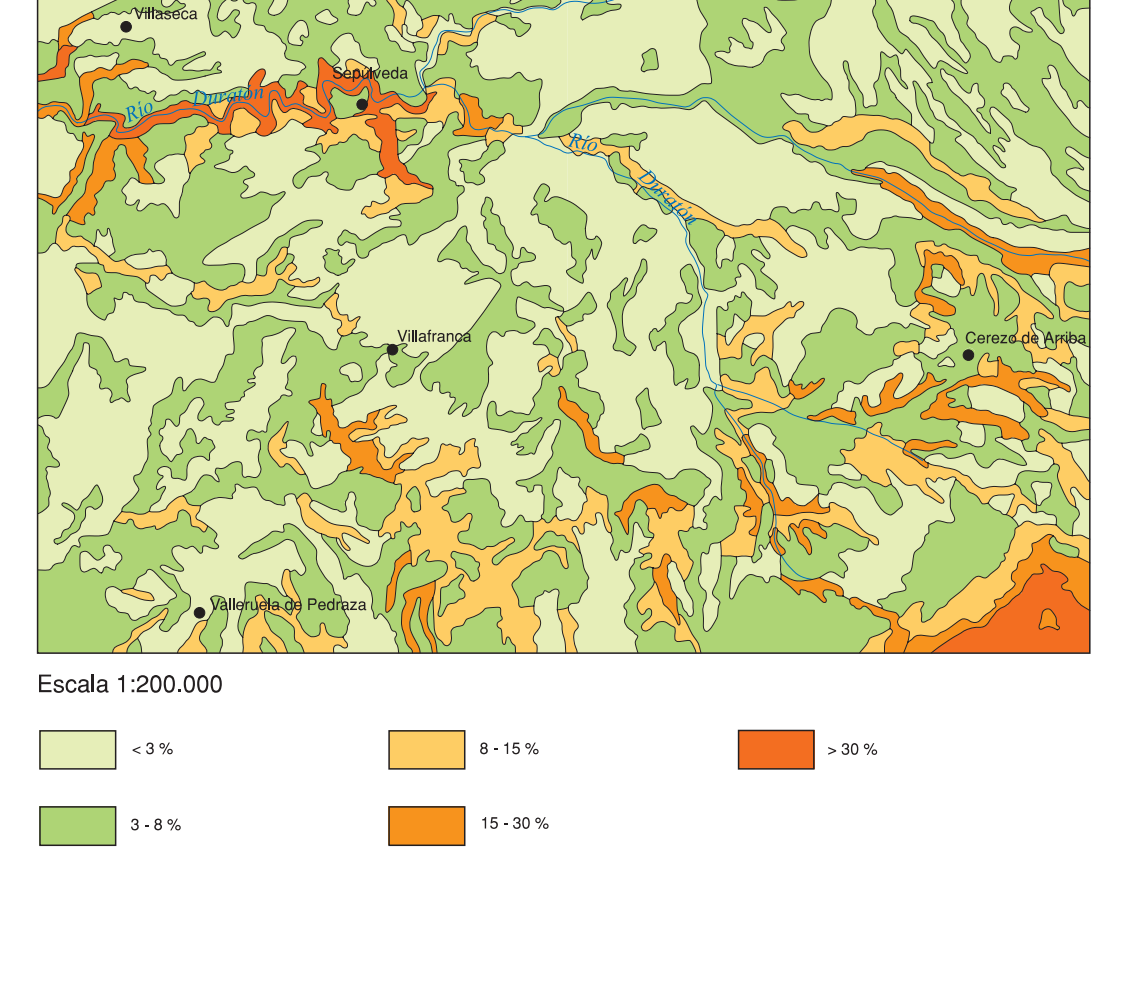 Villaseca
Sepúlveda
Río Duratón
Río Duratón
Villafranca
Cerezo de Arriba
Valleruela de Pedraza
Escala 1:200.000
< 3 %
8 - 15 %
> 30 %
3 - 8 %
15 - 30 %